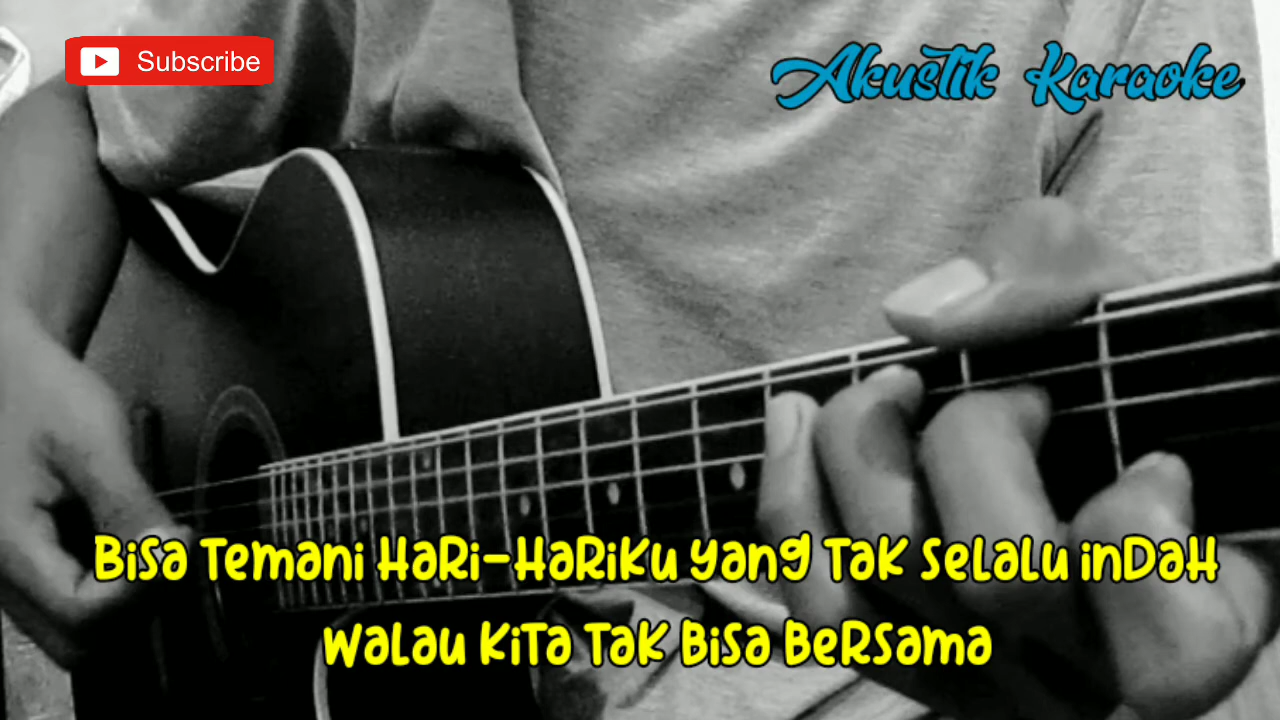 Subscribe
Akustik Karaoke
Bisa Temani Hari-Hariku yang Tak Selalu inDaH
walau Kita Tak Bisa Bersama